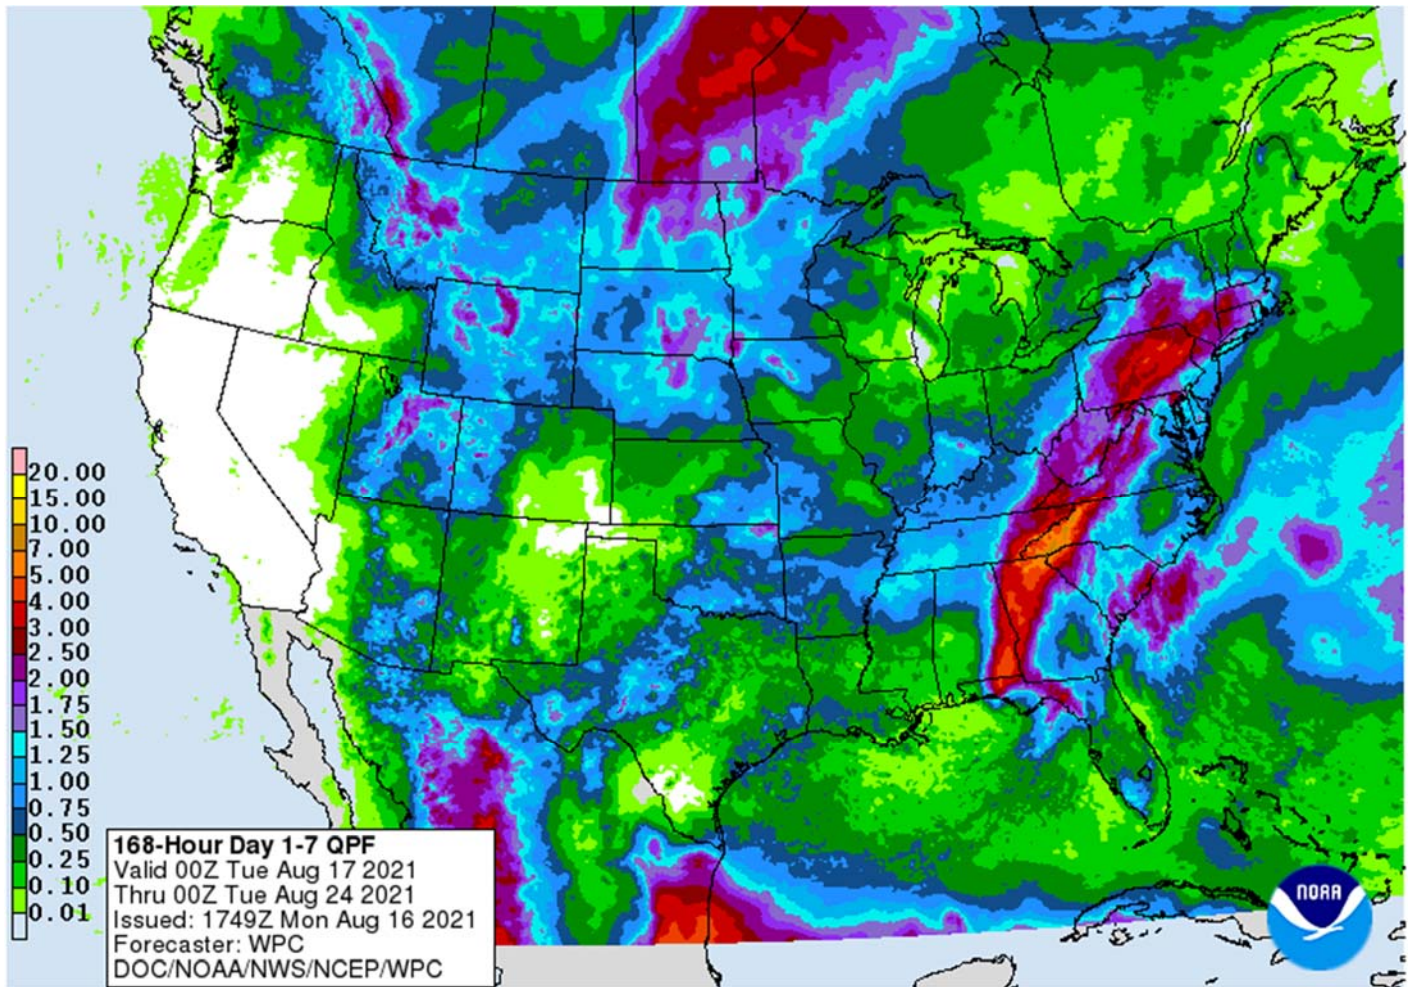 20.00
15.00
10.00
7.00
5.00
4.00
3.00
2.50
2.00
1.75
1.50
1.25
1.00
0.75
0.50
0.25
0.10
0.01
168-Hour Day 1-7 QPF
Valid 00Z Tue Aug 17 2021
Thru 00Z Tue Aug 24 2021
Issued: 1749Z Mon Aug 16 2021
Forecaster: WPC
DOC/NOAA/NWS/NCEP/WPC
NOAA